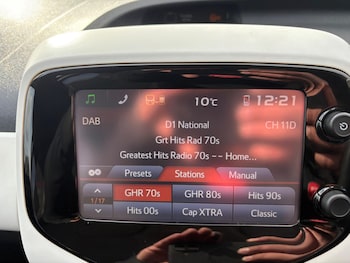 10°C 12:21
DAB D1 National CH 11D
Grt Hits Rad 70s
Greatest Hits Radio 70s -- Home...
Presets Stations Manual
GHR 70s GHR 80s Hits 90s
1/17
Hits 00s Cap XTRA Classic